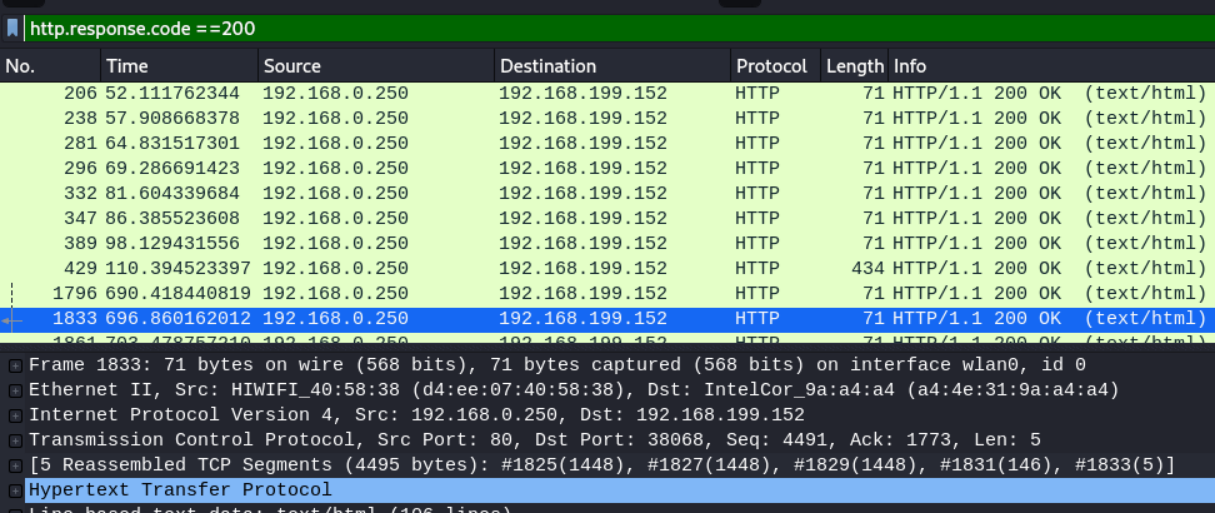 http.response.code ==200
No. Time Source Destination Protocol Length Info
206 52.111762344 192.168.0.250 192.168.199.152 HTTP 71 HTTP/1.1 200 OK (text/html)
238 57.908668378 192.168.0.250 192.168.199.152 HTTP 71 HTTP/1.1 200 OK (text/html)
281 64.831517301 192.168.0.250 192.168.199.152 HTTP 71 HTTP/1.1 200 OK (text/html)
296 69.286691423 192.168.0.250 192.168.199.152 HTTP 71 HTTP/1.1 200 OK (text/html)
332 81.604339684 192.168.0.250 192.168.199.152 HTTP 71 HTTP/1.1 200 OK (text/html)
347 86.385523608 192.168.0.250 192.168.199.152 HTTP 71 HTTP/1.1 200 OK (text/html)
389 98.129431556 192.168.0.250 192.168.199.152 HTTP 71 HTTP/1.1 200 OK (text/html)
429 110.394523397 192.168.0.250 192.168.199.152 HTTP 434 HTTP/1.1 200 OK (text/html)
1796 690.418440819 192.168.0.250 192.168.199.152 HTTP 71 HTTP/1.1 200 OK (text/html)
1833 696.860162012 192.168.0.250 192.168.199.152 HTTP 71 HTTP/1.1 200 OK (text/html)
192.168.0.250 192.168.199.152 HTTP 71 HTTP/1.1 200 OK (text/html)
Frame 1833: 71 bytes on wire (568 bits), 71 bytes captured (568 bits) on interface wlan0, id 0
Ethernet II, Src: HIWIFI_40:58:38 (d4:ee:07:40:58:38), Dst: IntelCor_9a:a4:a4 (a4:4e:31:9a:a4:a4)
Internet Protocol Version 4, Src: 192.168.0.250, Dst: 192.168.199.152
Transmission Control Protocol, Src Port: 80, Dst Port: 38068, Seq: 4491, Ack: 1773, Len: 5
[5 Reassembled TCP Segments (4495 bytes): #1825(1448), #1827(1448), #1829(1448), #1831(146), #1833(5)]
Hypertext Transfer Protocol
Line-based text data: text/html (106 lines)